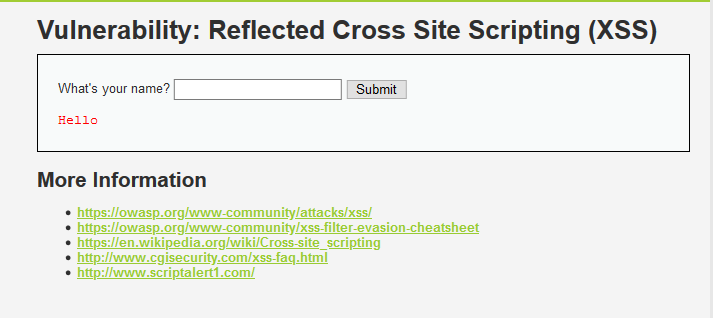 Vulnerability: Reflected Cross Site Scripting (XSS)
What's your name? Submit
Hello
More Information
https://owasp.org/www-community/attacks/xss/
https://owasp.org/www-community/xss-filter-evasion-cheatsheet
https://en.wikipedia.org/wiki/Cross-site_scripting
http://www.cgisecurity.com/xss-faq.html
http://www.scriptalert1.com/